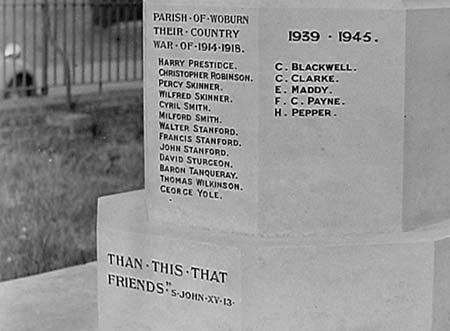 PARISH·OF·WOBURN
THEIR·COUNTRY
WAR·OF·1914-1918.
HARRY PRESTIDGE.
CHRISTOPHER ROBINSON.
PERCY SKINNER.
WILFRED SKINNER.
CYRIL SMITH.
MILFORD SMITH.
WALTER STANFORD.
FRANCIS STANFORD.
JOHN STANFORD.
DAVID STURGEON.
BARON TANQUERAY.
THOMAS WILKINSON.
GEORGE YOLE.
1939 - 1945.
C. BLACKWELL.
C. CLARKE.
E. MADDY.
F. C. PAYNE.
H. PEPPER.
THAN·THIS·THAT
FRIENDS" S·JOHN·XV·13·